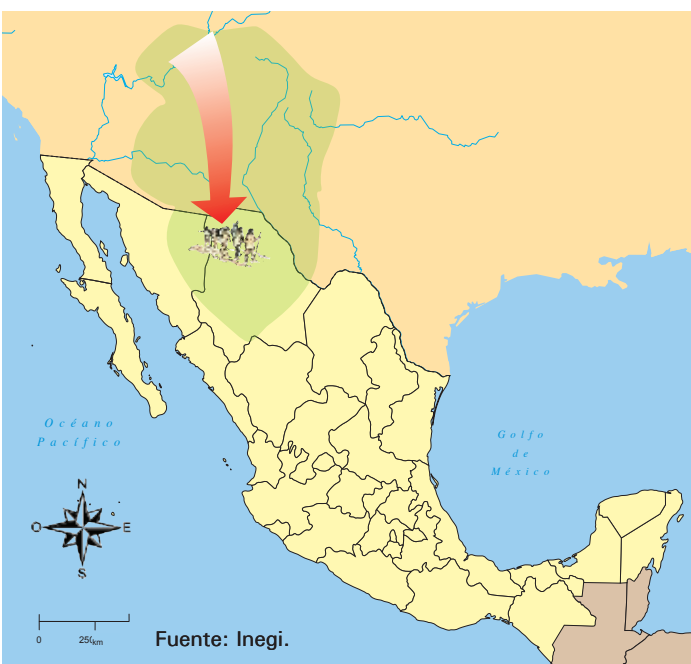 Océano
Pacífico
Golfo
de
México
N
O E
S
0 250km
Fuente: Inegi.